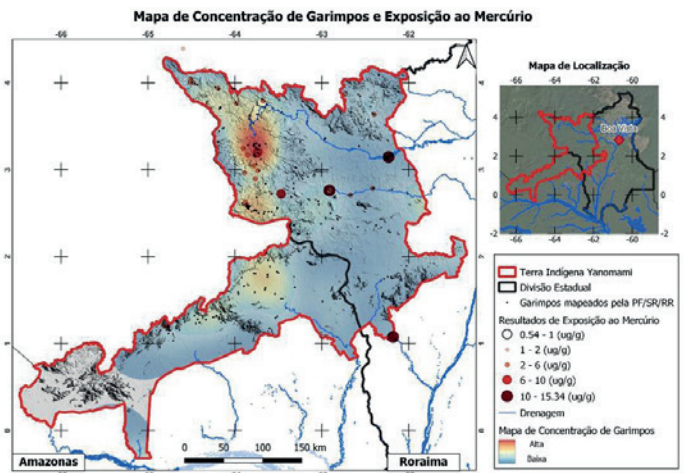 Mapa de Concentração de Garimpos e Exposição ao Mercúrio
-66 -65 -64 -63 -62
4
3
2
1
0
0 50 100 150 km
Amazonas
Roraima
Mapa de Localização
-66 -64 -62 -60
4 4
2 2
0 0
-2 -2
Boa Vista
Terra Indígena Yanomami
Divisão Estadual
Garimpos mapeados pela PF/SR/RR
Resultados de Exposição ao Mercúrio
0.54 - 1 (ug/g)
1 - 2 (ug/g)
2 - 6 (ug/g)
6 - 10 (ug/g)
10 - 15.34 (ug/g)
Drenagem
Mapa de Concentração de Garimpos
Alta
Baixa